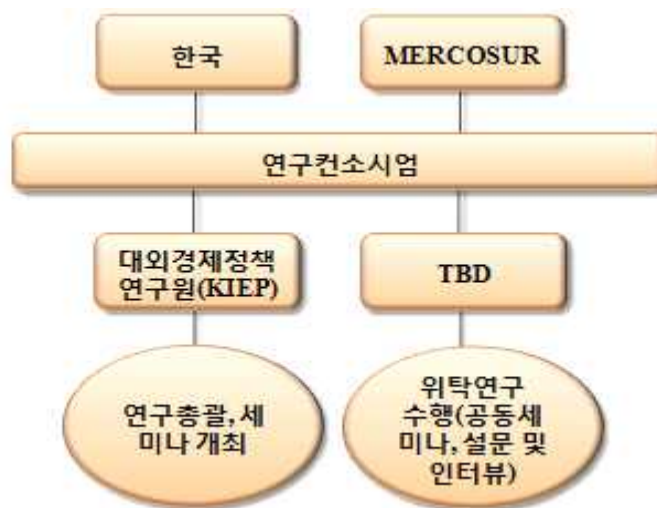 한국
MERCOSUR
연구컨소시엄
대외경제정책
연구원(KIEP)
TBD
연구총괄, 세
미나 개최
위탁연구
수행(공동세
미나, 설문 및
인터뷰)